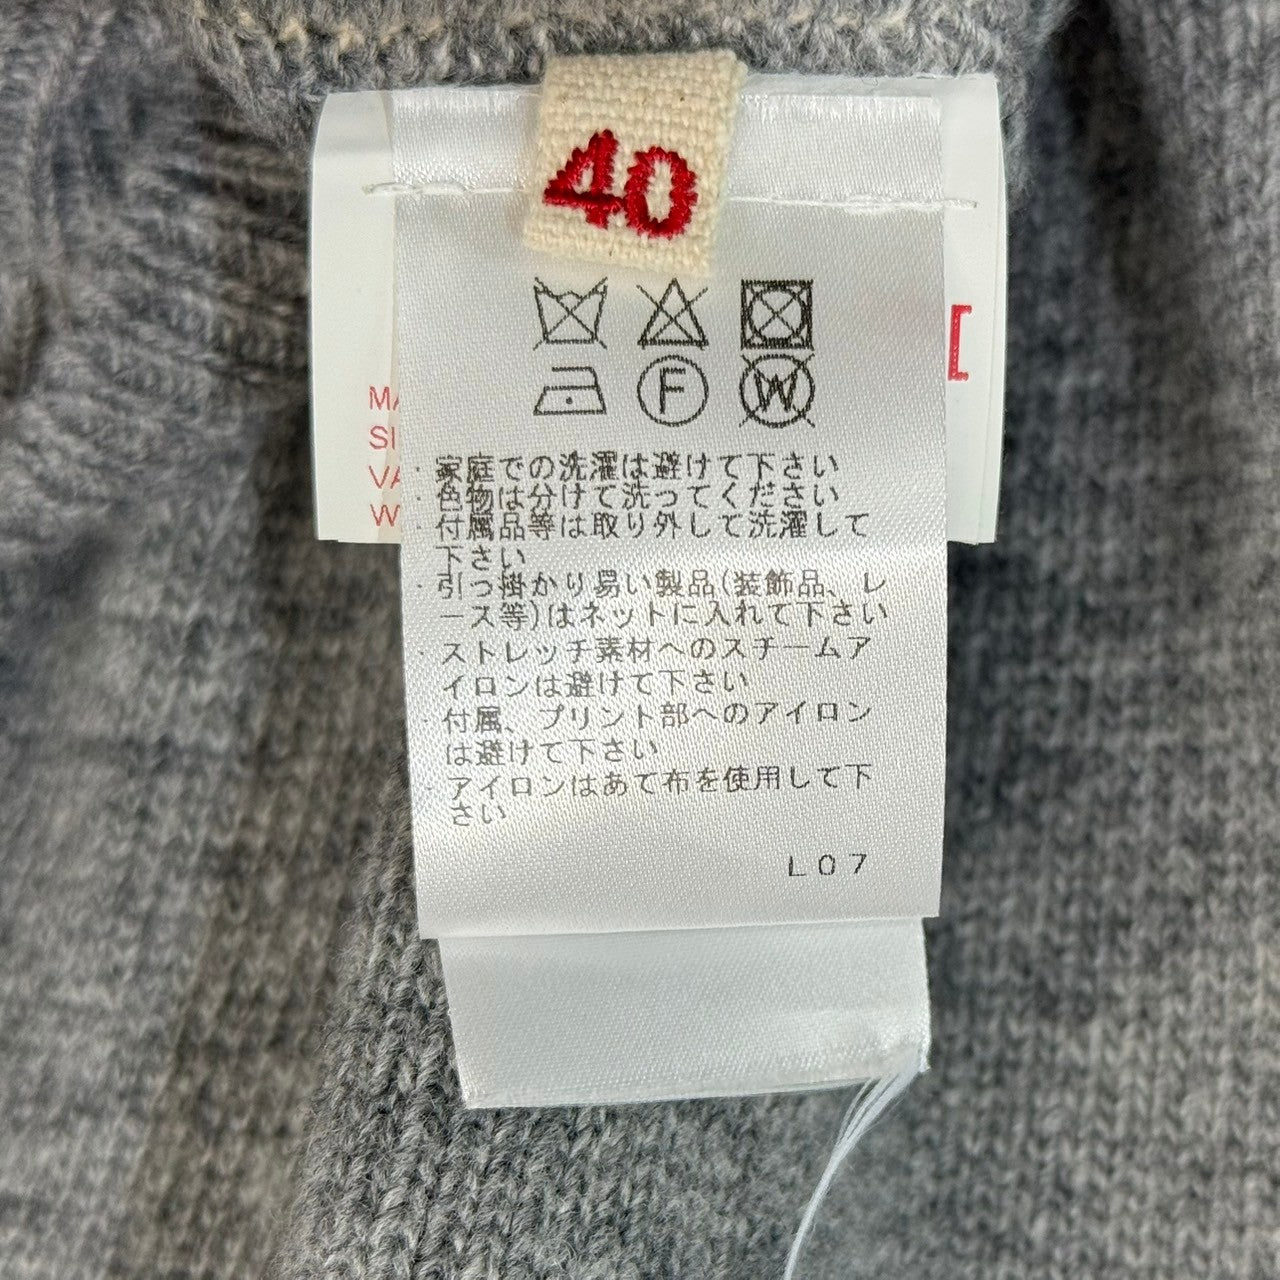 40
F W
・家庭での洗濯は避けて下さい
・色物は分けて洗ってください
・付属品等は取り外して洗濯して
下さい
・引っ掛かり易い製品(装飾品、レ
ース等)はネットに入れて下さい
・ストレッチ素材へのスチームア
イロンは避けて下さい
・付属、プリント部へのアイロン
は避けて下さい
・アイロンはあて布を使用して下
さい
L07
MA
SI
VA
W